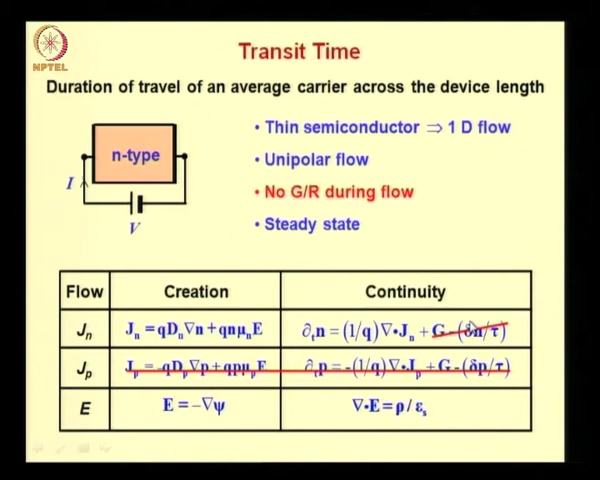 NPTEL
Transit Time
Duration of travel of an average carrier across the device length
n-type
I
V
• Thin semiconductor ⇒ 1 D flow
• Unipolar flow
• No G/R during flow
• Steady state
Flow Creation Continuity
Jₙ Jₙ = qDₙ∇n + qnμₙE ∂ₜn = (1/q)∇•Jₙ + G - (δn/τ)
Jₚ Jₚ = -qDₚ∇p + qpμₚE ∂ₜp = -(1/q)∇•Jₚ + G - (δp/τ)
E E = -∇ψ ∇•E = ρ / εₛ